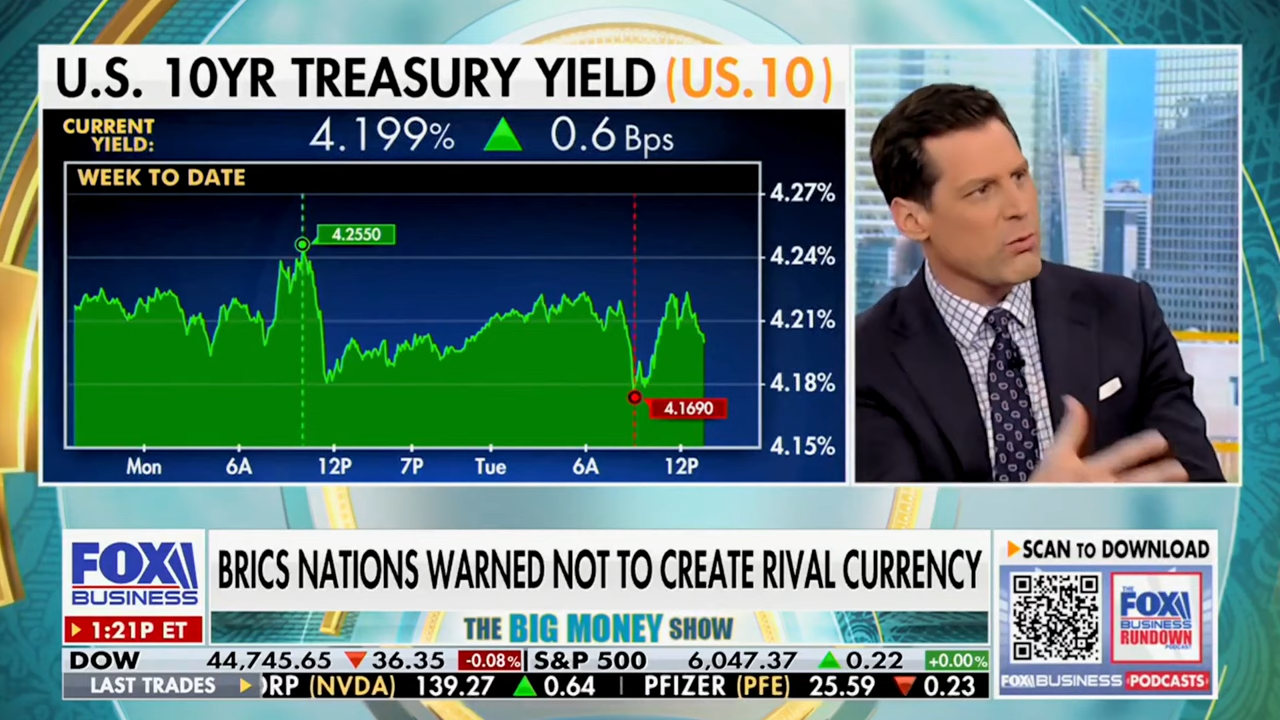 U.S. 10YR TREASURY YIELD (US.10)
CURRENT YIELD: 4.199% ▲ 0.6 Bps
WEEK TO DATE
4.27%
4.2550
4.24%
4.21%
4.18%
4.1690
4.15%
Mon 6A 12P 7P Tue 6A 12P
FOX BUSINESS
1:21P ET
BRICS NATIONS WARNED NOT TO CREATE RIVAL CURRENCY
THE BIG MONEY SHOW
SCAN TO DOWNLOAD
THE
FOX
BUSINESS
RUNDOWN
PODCAST
FOX BUSINESS PODCASTS
DOW 44,745.65 ▼ 36.35 -0.08% S&P 500 6,047.37 ▲ 0.22 +0.00%
LAST TRADES ORP (NVDA) 139.27 ▲ 0.64 | PFIZER (PFE) 25.59 ▼ 0.23